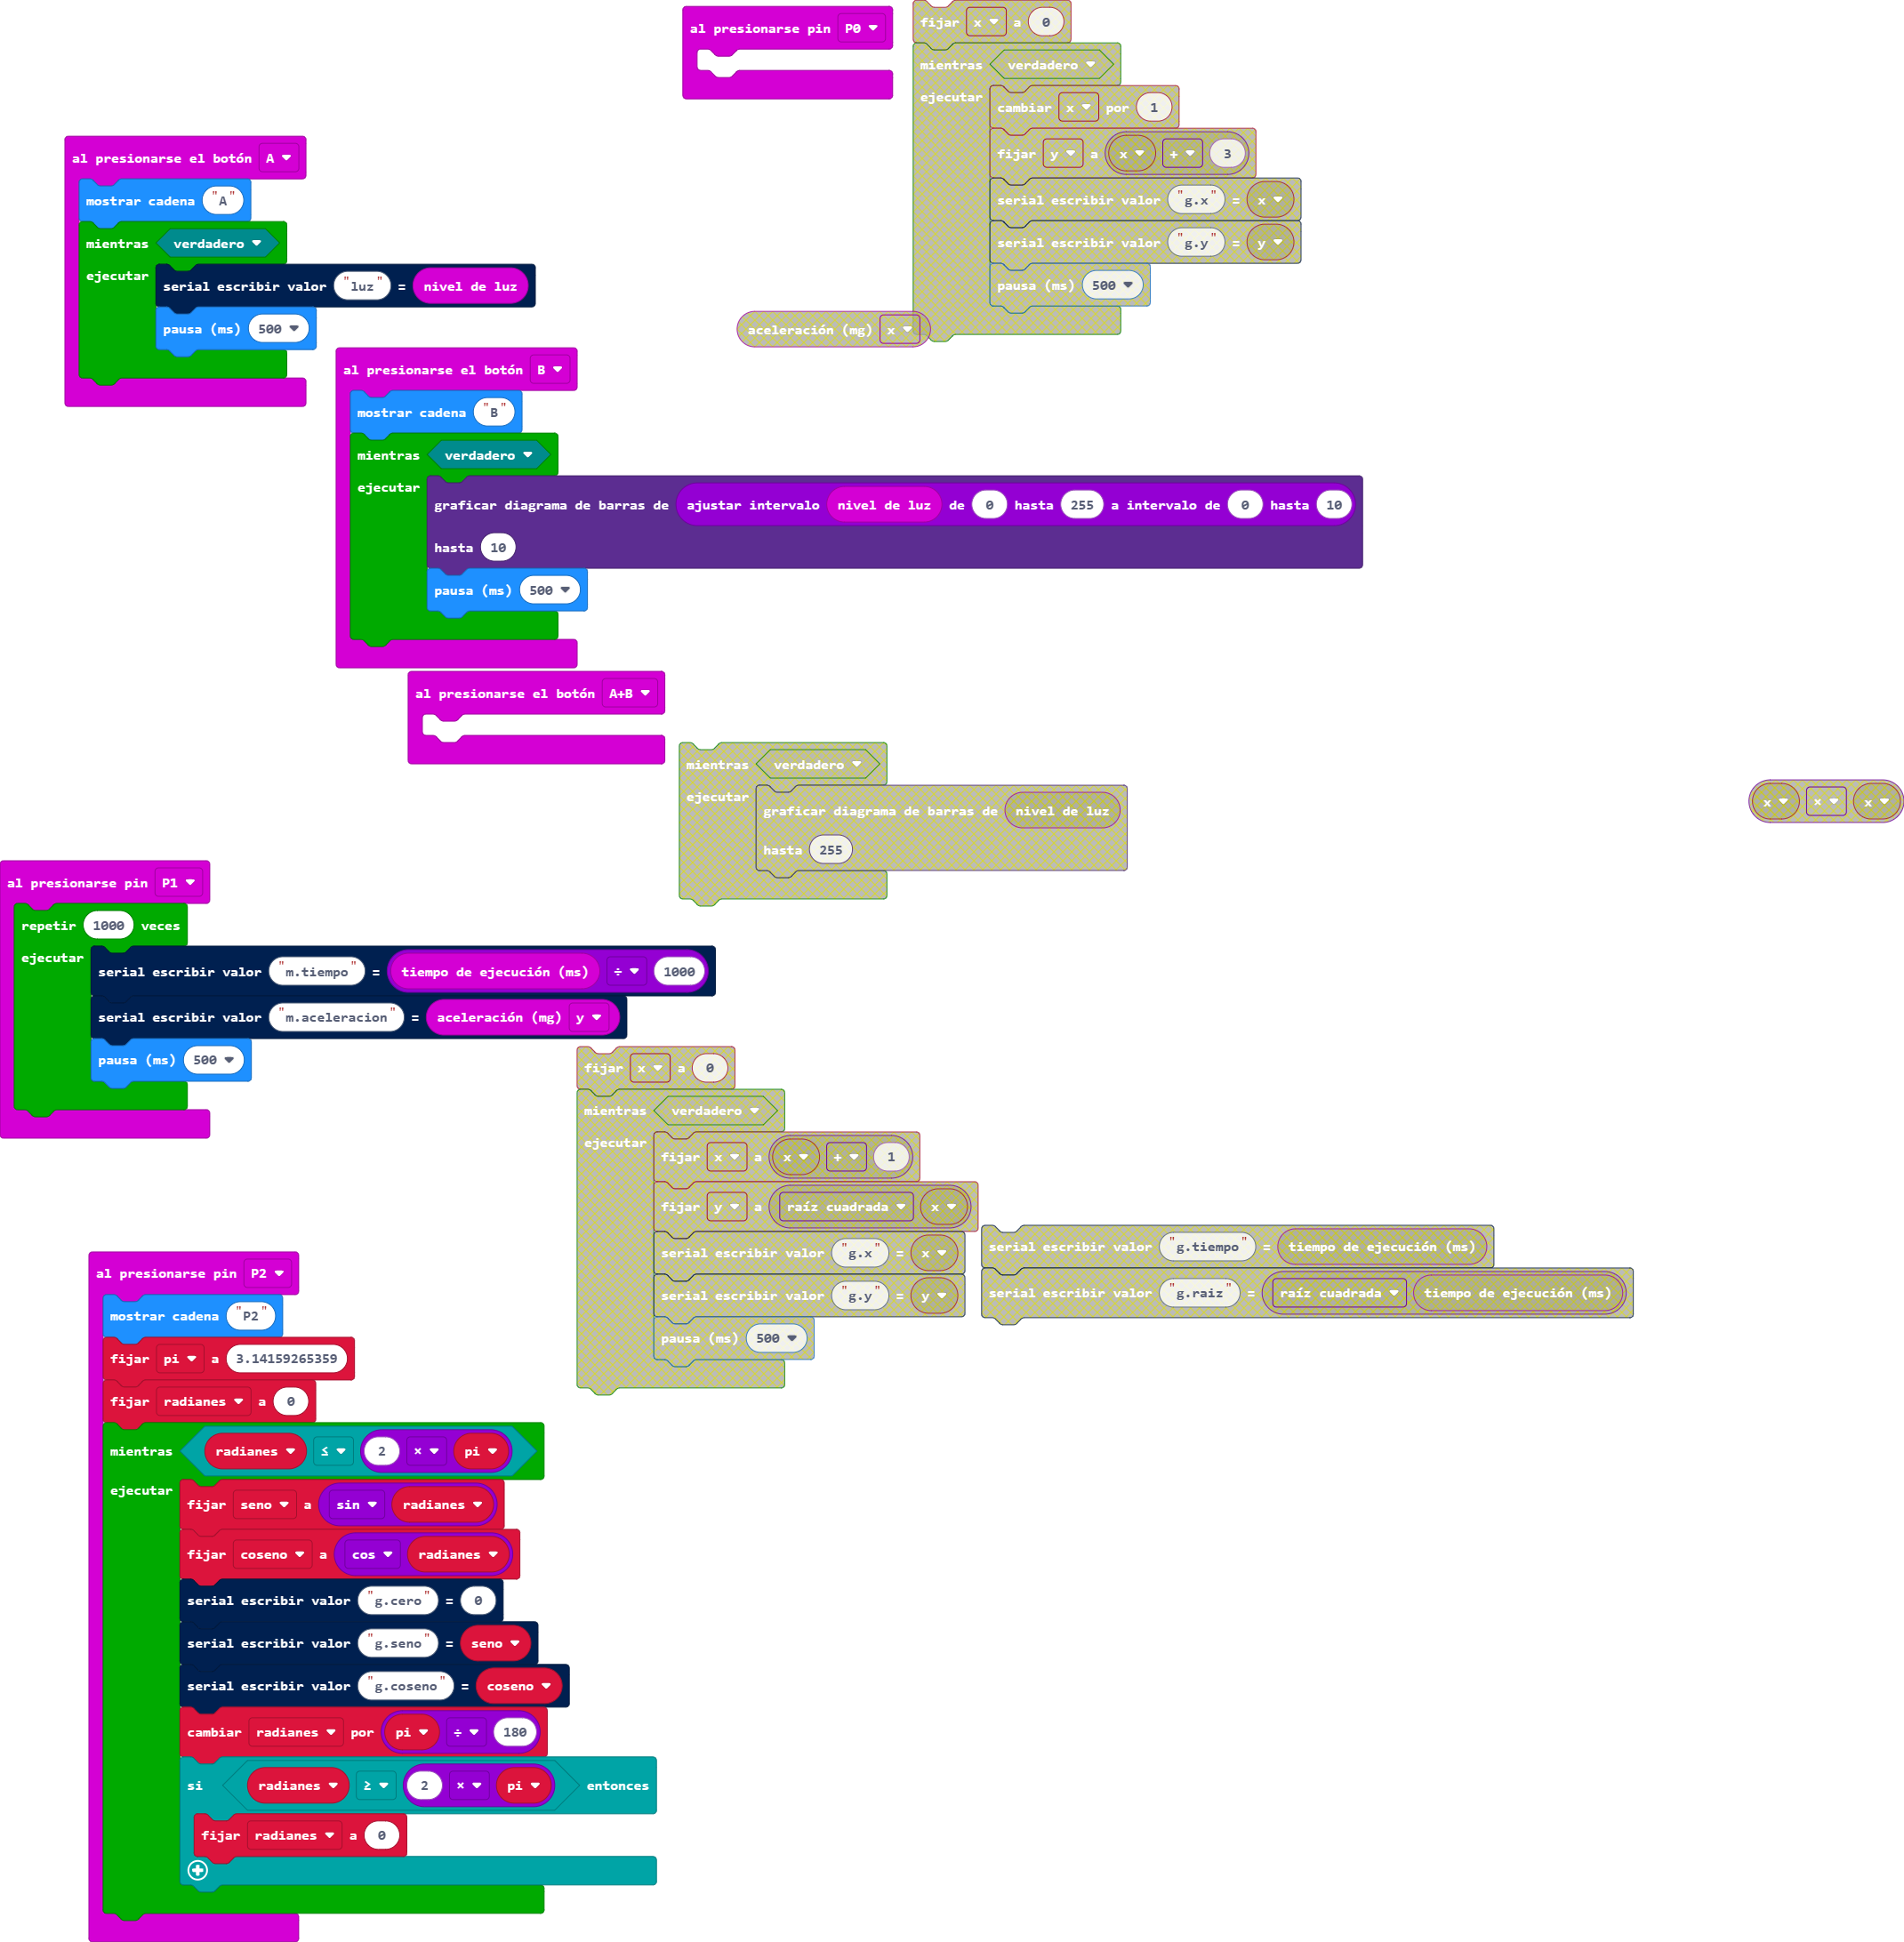 al presionarse pin P0
fijar x a 0
mientras verdadero
ejecutar
cambiar x por 1
fijar y a x + 3
serial escribir valor "g.x" = x
serial escribir valor "g.y" = y
pausa (ms) 500
aceleración (mg) x
al presionarse el botón A
mostrar cadena "A"
mientras verdadero
ejecutar
serial escribir valor "luz" = nivel de luz
pausa (ms) 500
al presionarse el botón B
mostrar cadena "B"
mientras verdadero
ejecutar
graficar diagrama de barras de ajustar intervalo nivel de luz de 0 hasta 255 a intervalo de 0 hasta 10
hasta 10
pausa (ms) 500
al presionarse el botón A+B
mientras verdadero
ejecutar
graficar diagrama de barras de nivel de luz
hasta 255
x × x
al presionarse pin P1
repetir 1000 veces
ejecutar
serial escribir valor "m.tiempo" = tiempo de ejecución (ms) ÷ 1000
serial escribir valor "m.aceleracion" = aceleración (mg) y
pausa (ms) 500
fijar x a 0
mientras verdadero
ejecutar
fijar x a x + 1
fijar y a raíz cuadrada x
serial escribir valor "g.x" = x
serial escribir valor "g.y" = y
pausa (ms) 500
serial escribir valor "g.tiempo" = tiempo de ejecución (ms)
serial escribir valor "g.raiz" = raíz cuadrada tiempo de ejecución (ms)
al presionarse pin P2
mostrar cadena "P2"
fijar pi a 3.14159265359
fijar radianes a 0
mientras radianes ≤ 2 × pi
ejecutar
fijar seno a sin radianes
fijar coseno a cos radianes
serial escribir valor "g.cero" = 0
serial escribir valor "g.seno" = seno
serial escribir valor "g.coseno" = coseno
cambiar radianes por pi ÷ 180
si radianes ≥ 2 × pi entonces
fijar radianes a 0